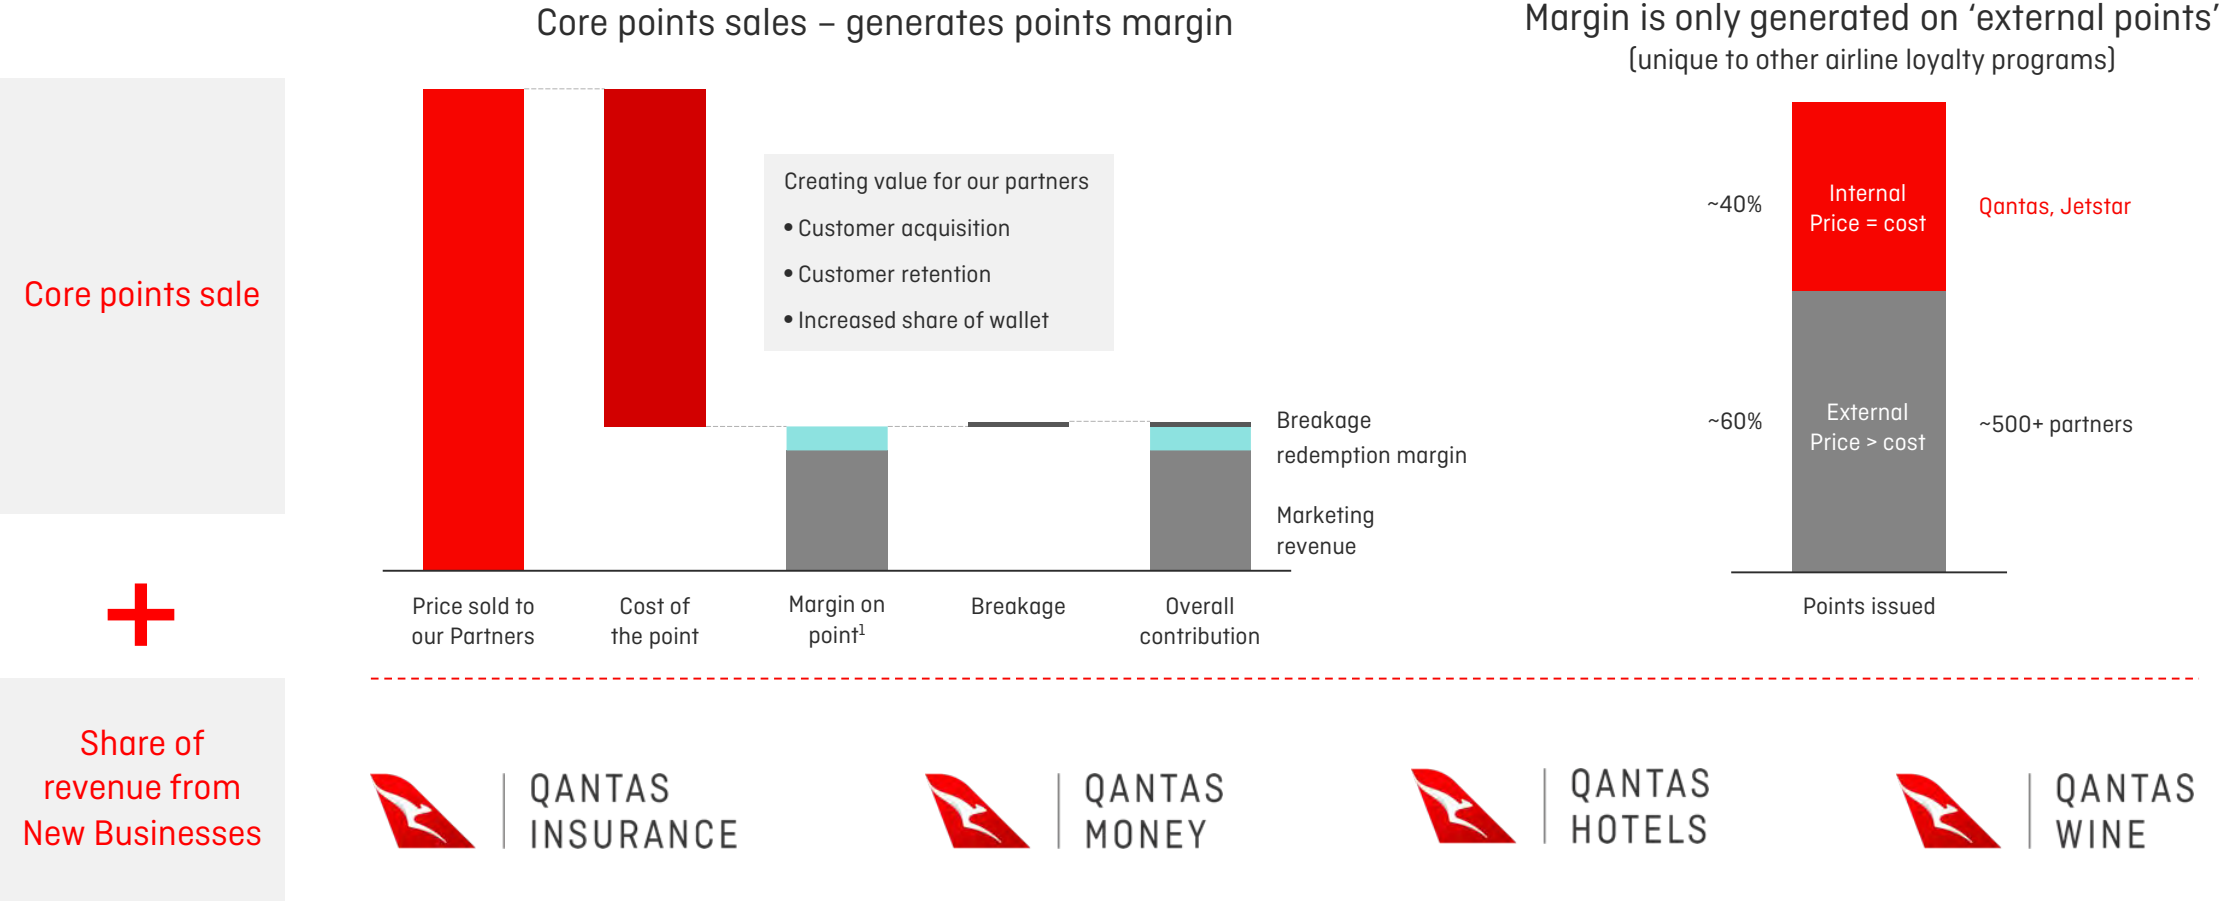 Core points sales – generates points margin
Margin is only generated on ‘external points’
(unique to other airline loyalty programs)
Core points sale
Creating value for our partners
• Customer acquisition
• Customer retention
• Increased share of wallet
Breakage
redemption margin
Marketing
revenue
Price sold to
our Partners
Cost of
the point
Margin on
point1
Breakage
Overall
contribution
~40%
Internal
Price = cost
Qantas, Jetstar
~60%
External
Price > cost
~500+ partners
Points issued
+
Share of
revenue from
New Businesses
QANTAS
INSURANCE
QANTAS
MONEY
QANTAS
HOTELS
QANTAS
WINE